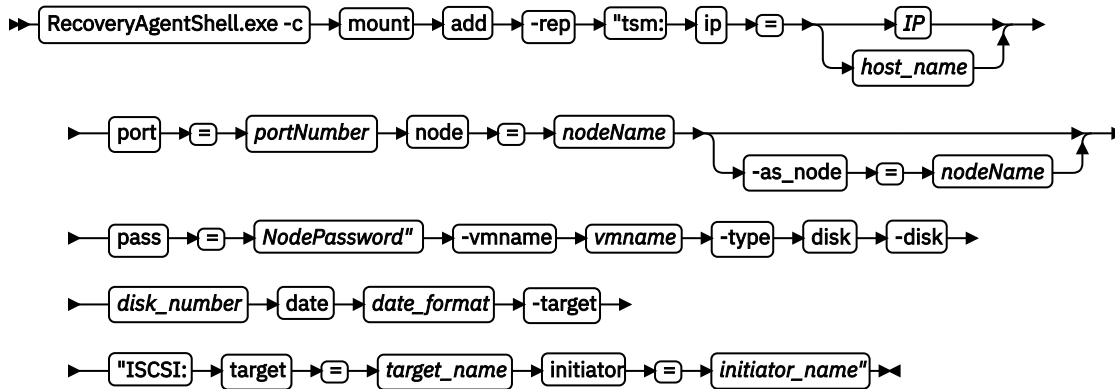 RecoveryAgentShell.exe -c mount add -rep "tsm: ip = IP
host_name
port = portNumber node = nodeName
-as_node = nodeName
pass = NodePassword" -vmname vmname -type disk -disk
disk_number date date_format -target
"ISCSI: target = target_name initiator = initiator_name"